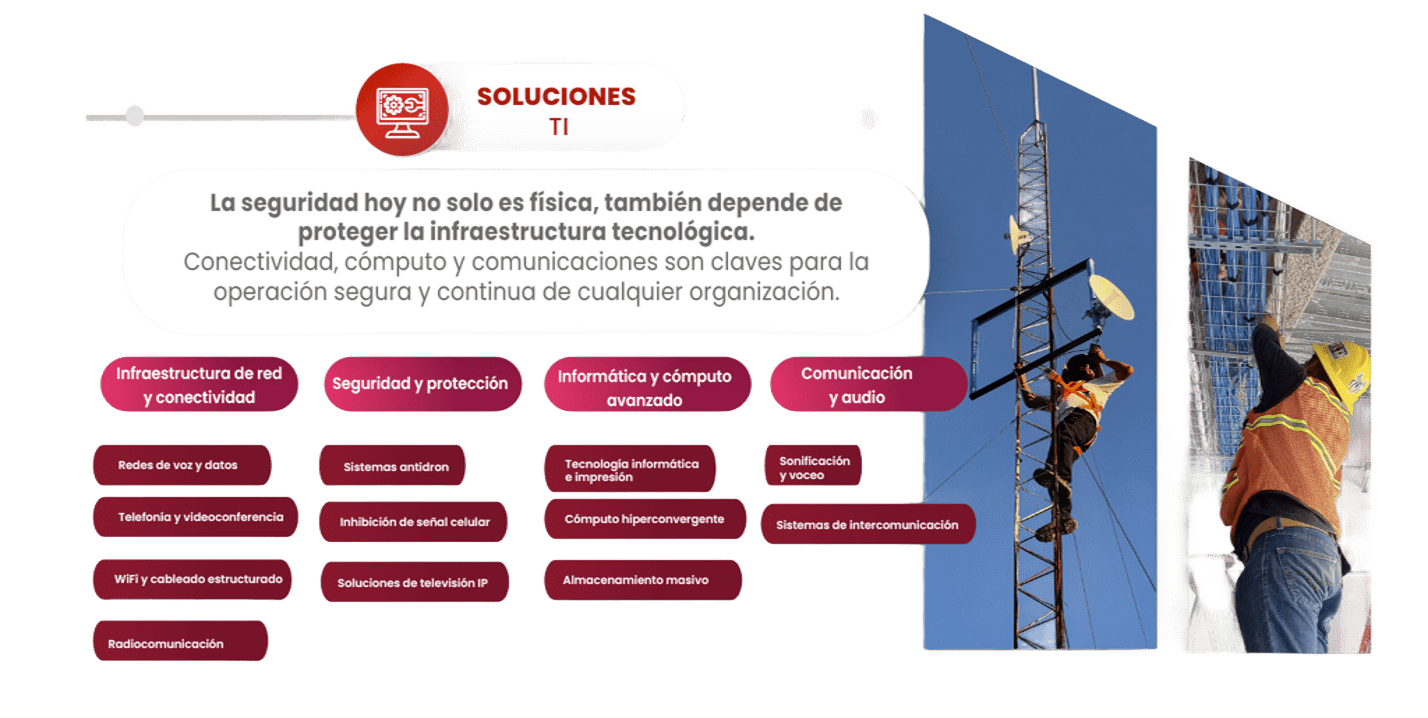 SOLUCIONES
TI
La seguridad hoy no solo es física, también depende de
proteger la infraestructura tecnológica.
Conectividad, cómputo y comunicaciones son claves para la
operación segura y continua de cualquier organización.
Infraestructura de red
y conectividad
Redes de voz y datos
Telefonía y videoconferencia
WiFi y cableado estructurado
Radiocomunicación
Seguridad y protección
Sistemas antidron
Inhibición de señal celular
Soluciones de televisión IP
Informática y cómputo
avanzado
Tecnología informática
e impresión
Cómputo hiperconvergente
Almacenamiento masivo
Comunicación
y audio
Sonificación
y voceo
Sistemas de intercomunicación